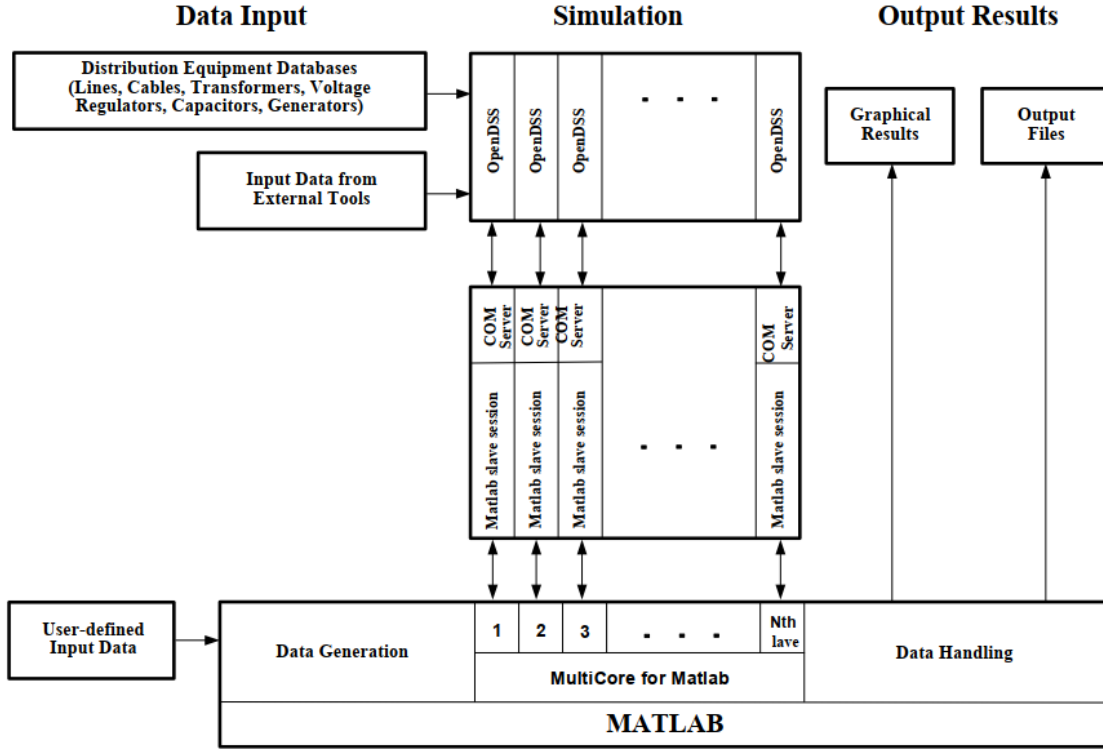 Data Input
Simulation
Output Results
Distribution Equipment Databases
(Lines, Cables, Transformers, Voltage
Regulators, Capacitors, Generators)
Input Data from
External Tools
OpenDSS
OpenDSS
OpenDSS
OpenDSS
Graphical
Results
Output
Files
COM
Server
COM
Server
COM
Server
COM
Server
Matlab slave session
Matlab slave session
Matlab slave session
Matlab slave session
User-defined
Input Data
Data Generation
1
2
3
Nth
lave
MultiCore for Matlab
Data Handling
MATLAB